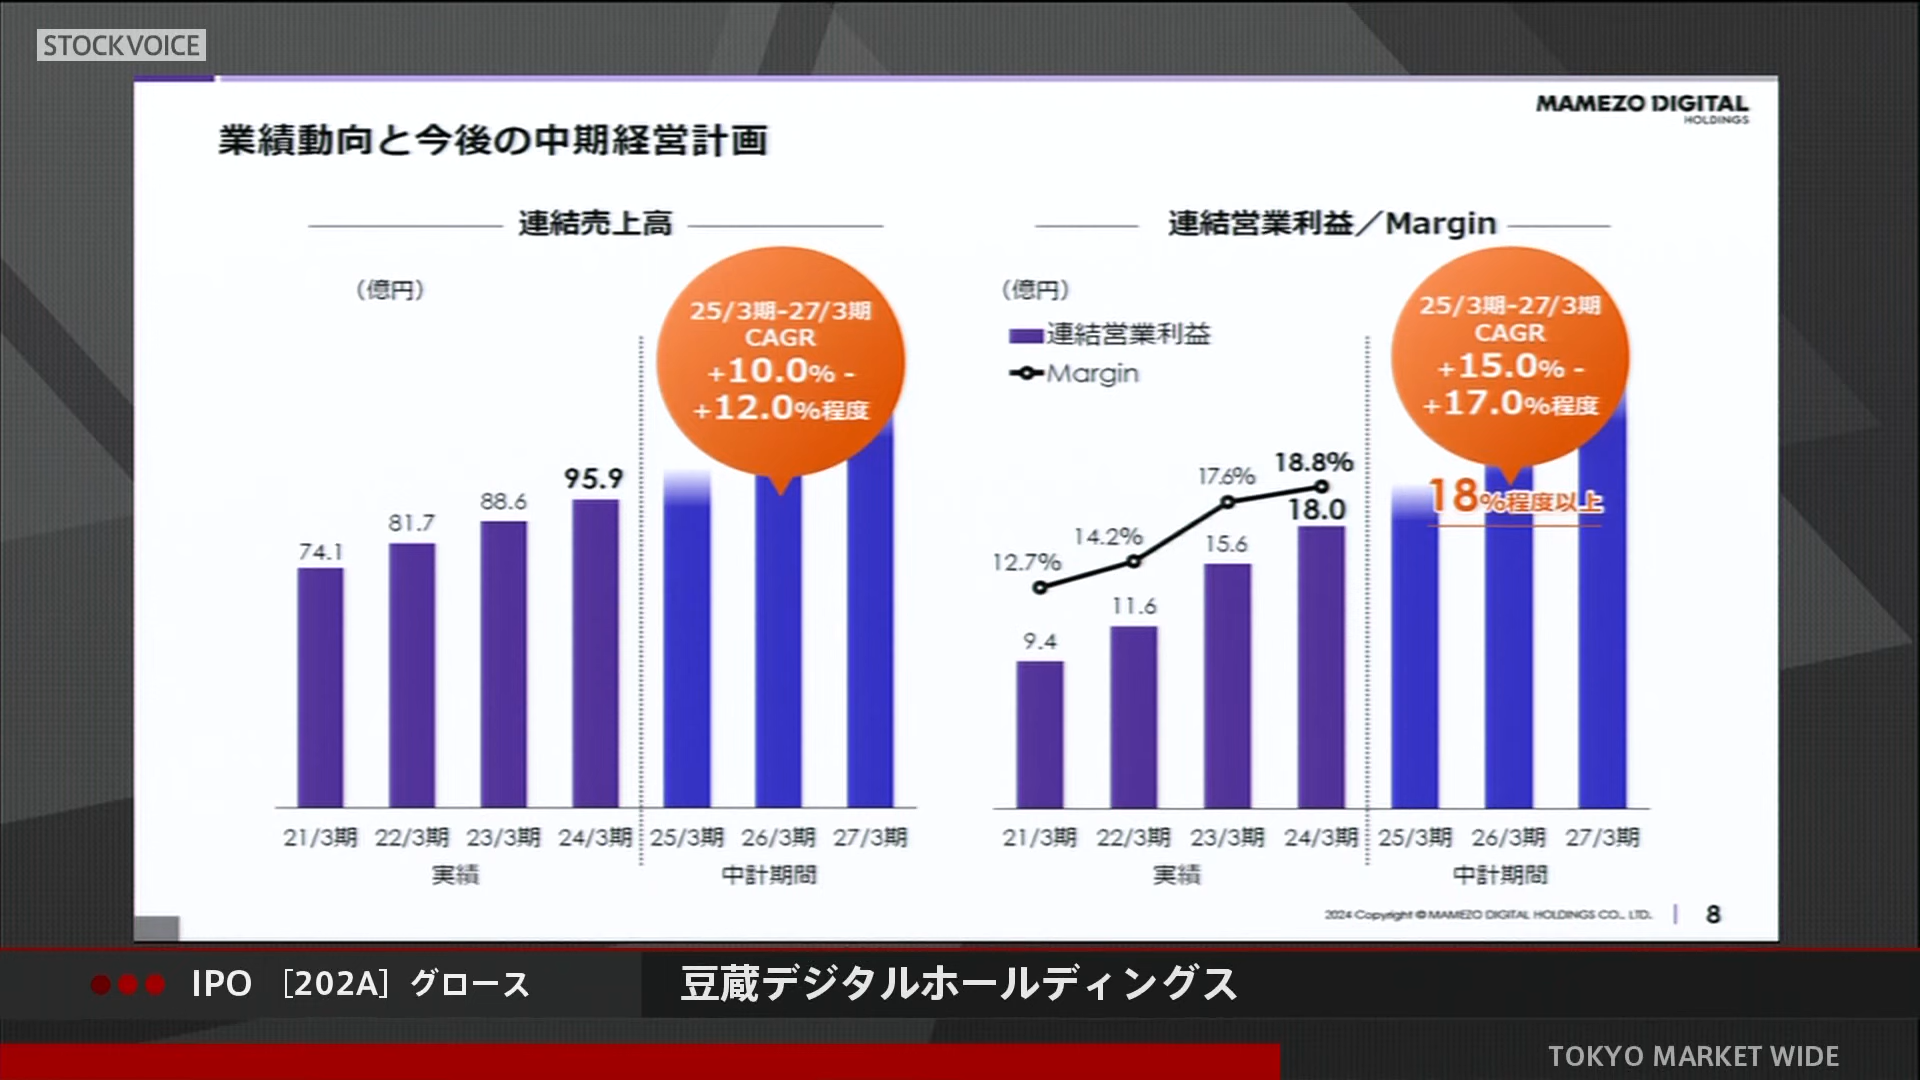 STOCKVOICE
MAMEZO DIGITAL
HOLDINGS
業績動向と今後の中期経営計画
連結売上高
（億円）
25/3期-27/3期
CAGR
+10.0% -
+12.0%程度
74.1
81.7
88.6
95.9
21/3期 22/3期 23/3期 24/3期 25/3期 26/3期 27/3期
実績 中計期間
連結営業利益／Margin
（億円）
連結営業利益
Margin
25/3期-27/3期
CAGR
+15.0% -
+17.0%程度
18%程度以上
12.7%
14.2%
17.6%
18.8%
9.4
11.6
15.6
18.0
21/3期 22/3期 23/3期 24/3期 25/3期 26/3期 27/3期
実績 中計期間
2024 Copyright © MAMEZO DIGITAL HOLDINGS CO., LTD. | 8
IPO ［202A］グロース
豆蔵デジタルホールディングス
TOKYO MARKET WIDE